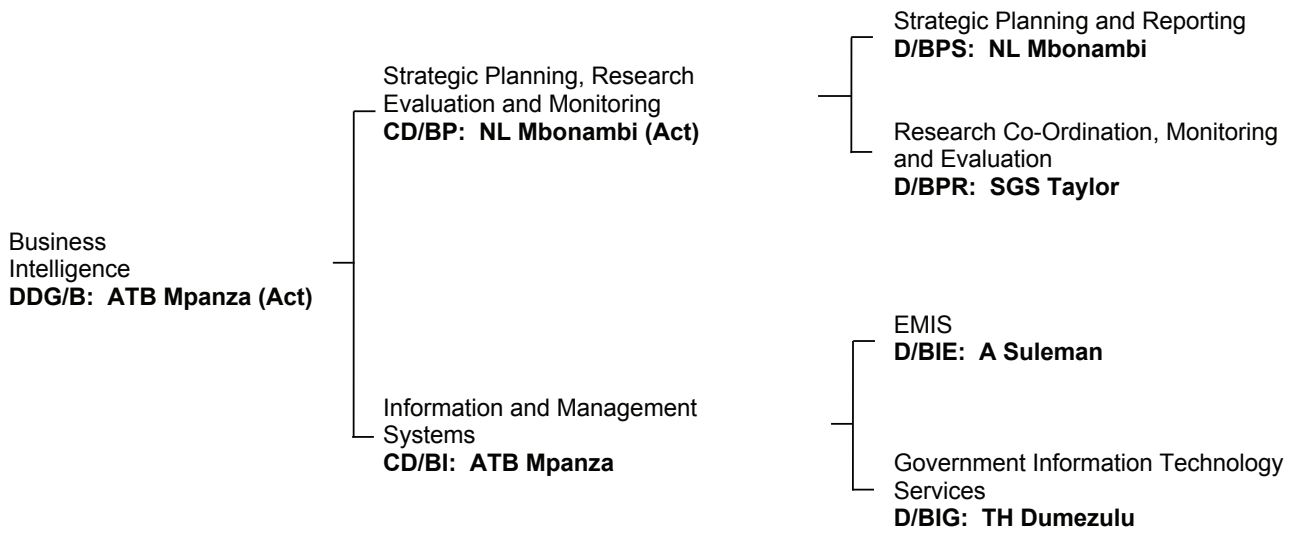 Business
Intelligence
DDG/B: ATB Mpanza (Act)
Strategic Planning, Research
Evaluation and Monitoring
CD/BP: NL Mbonambi (Act)
Strategic Planning and Reporting
D/BPS: NL Mbonambi
Research Co-Ordination, Monitoring
and Evaluation
D/BPR: SGS Taylor
Information and Management
Systems
CD/BI: ATB Mpanza
EMIS
D/BIE: A Suleman
Government Information Technology
Services
D/BIG: TH Dumezulu